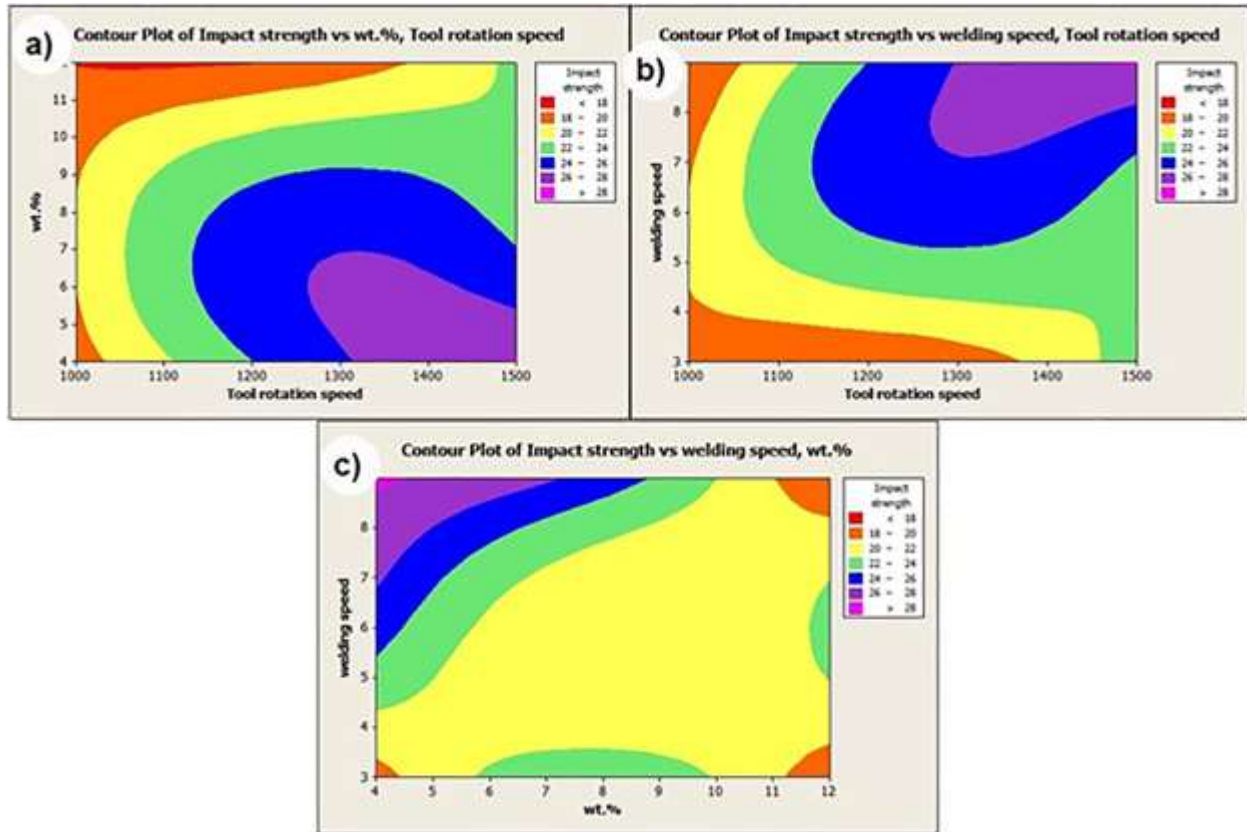 a)
Contour Plot of Impact strength vs wt.%, Tool rotation speed
Impact
strength
< 18
18 - 20
20 - 22
22 - 24
24 - 26
26 - 28
> 28
wt.%
11
10
9
8
7
6
5
4
1000 1100 1200 1300 1400 1500
Tool rotation speed
b)
Contour Plot of Impact strength vs welding speed, Tool rotation speed
Impact
strength
< 18
18 - 20
20 - 22
22 - 24
24 - 26
26 - 28
> 28
welding speed
8
7
6
5
4
3
1000 1100 1200 1300 1400 1500
Tool rotation speed
c)
Contour Plot of Impact strength vs welding speed, wt.%
Impact
strength
< 18
18 - 20
20 - 22
22 - 24
24 - 26
26 - 28
> 28
welding speed
8
7
6
5
4
3
4 5 6 7 8 9 10 11 12
wt.%